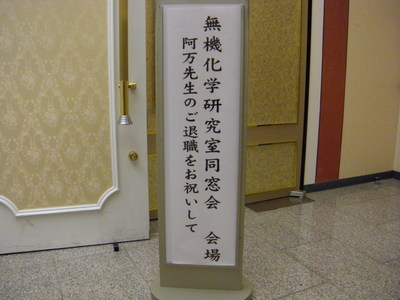 無機化学研究室同窓会　会場
阿万先生のご退職をお祝いして